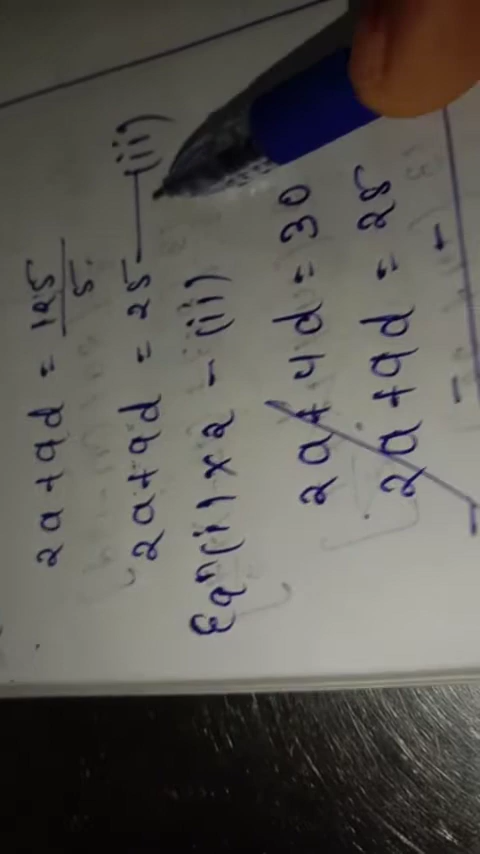 2a + 9d = 125/5
2a + 9d = 25 — (ii)
Eqⁿ (i) x 2 - (ii)
2a + 4d = 30
2a + 9d = 25
- - -